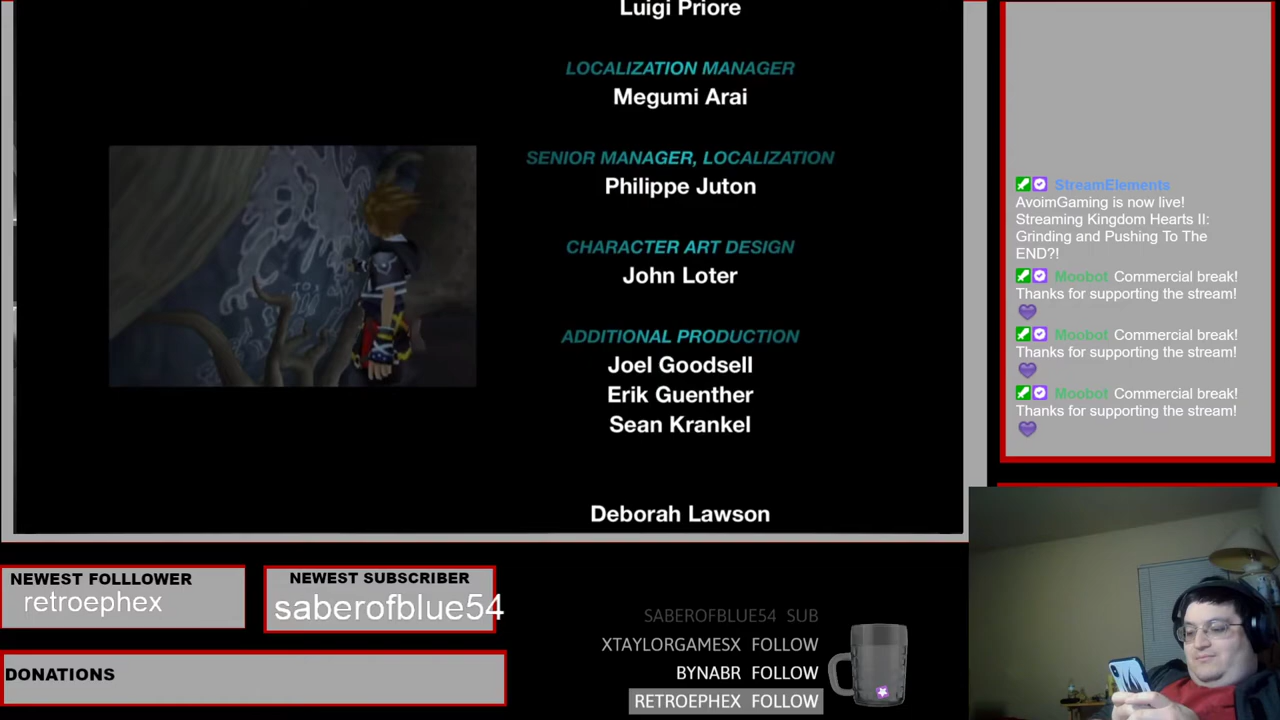 Luigi Priore
LOCALIZATION MANAGER
Megumi Arai
SENIOR MANAGER, LOCALIZATION
Philippe Juton
CHARACTER ART DESIGN
John Loter
ADDITIONAL PRODUCTION
Joel Goodsell
Erik Guenther
Sean Krankel
Deborah Lawson
StreamElements
AvoimGaming is now live!
Streaming Kingdom Hearts II:
Grinding and Pushing To The
END?!
Moobot Commercial break!
Thanks for supporting the stream!
Moobot Commercial break!
Thanks for supporting the stream!
Moobot Commercial break!
Thanks for supporting the stream!
NEWEST FOLLLOWER
retroephex
NEWEST SUBSCRIBER
saberofblue54
DONATIONS
SABEROFBLUE54 SUB
XTAYLORGAMESX FOLLOW
BYNABR FOLLOW
RETROEPHEX FOLLOW